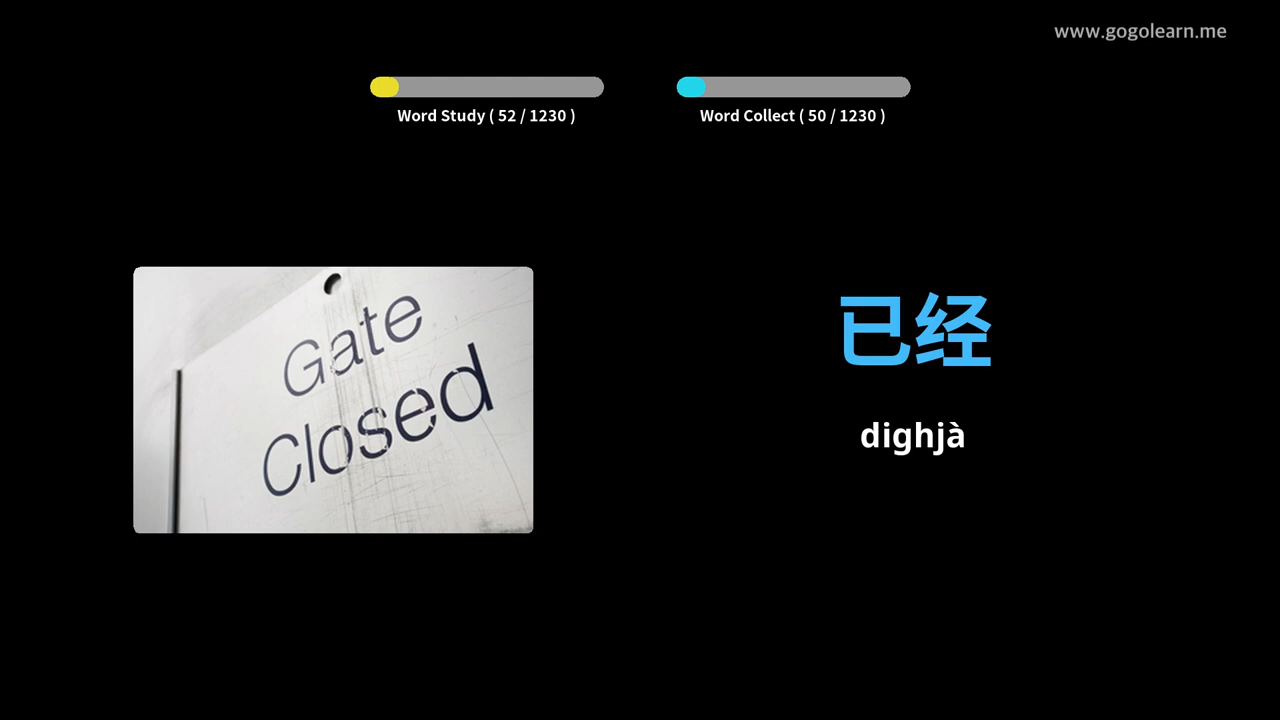 www.gogolearn.me
Word Study ( 52 / 1230 )
Word Collect ( 50 / 1230 )
Gate
Closed
已经
dighjà